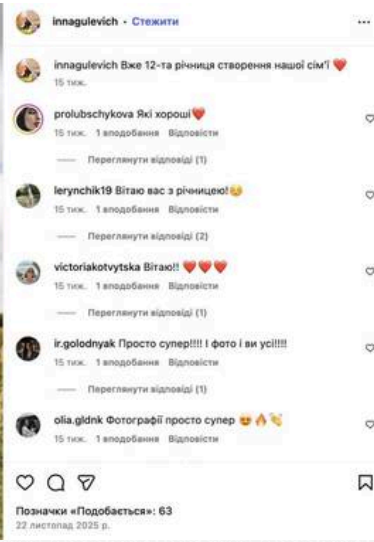 innagulevich • Стежити
innagulevich Вже 12-та річниця створення нашої сім'ї ❤️
15 тиж.
prolubschykova Які хороші❤️
15 тиж. 1 вподобання Відповісти
Переглянути відповіді (1)
lerynchik19 Вітаю вас з річницею!☺️
15 тиж. 1 вподобання Відповісти
Переглянути відповіді (2)
victoriakotvytska Вітаю!! ❤️❤️❤️
15 тиж. 1 вподобання Відповісти
Переглянути відповіді (1)
ir.golodnyak Просто супер!!!! І фото і ви усі!!!!
15 тиж. 1 вподобання Відповісти
Переглянути відповіді (1)
olia.gldnk Фотографії просто супер 😍🔥👏
15 тиж. 1 вподобання Відповісти
Позначки «Подобається»: 63
22 листопад 2025 р.